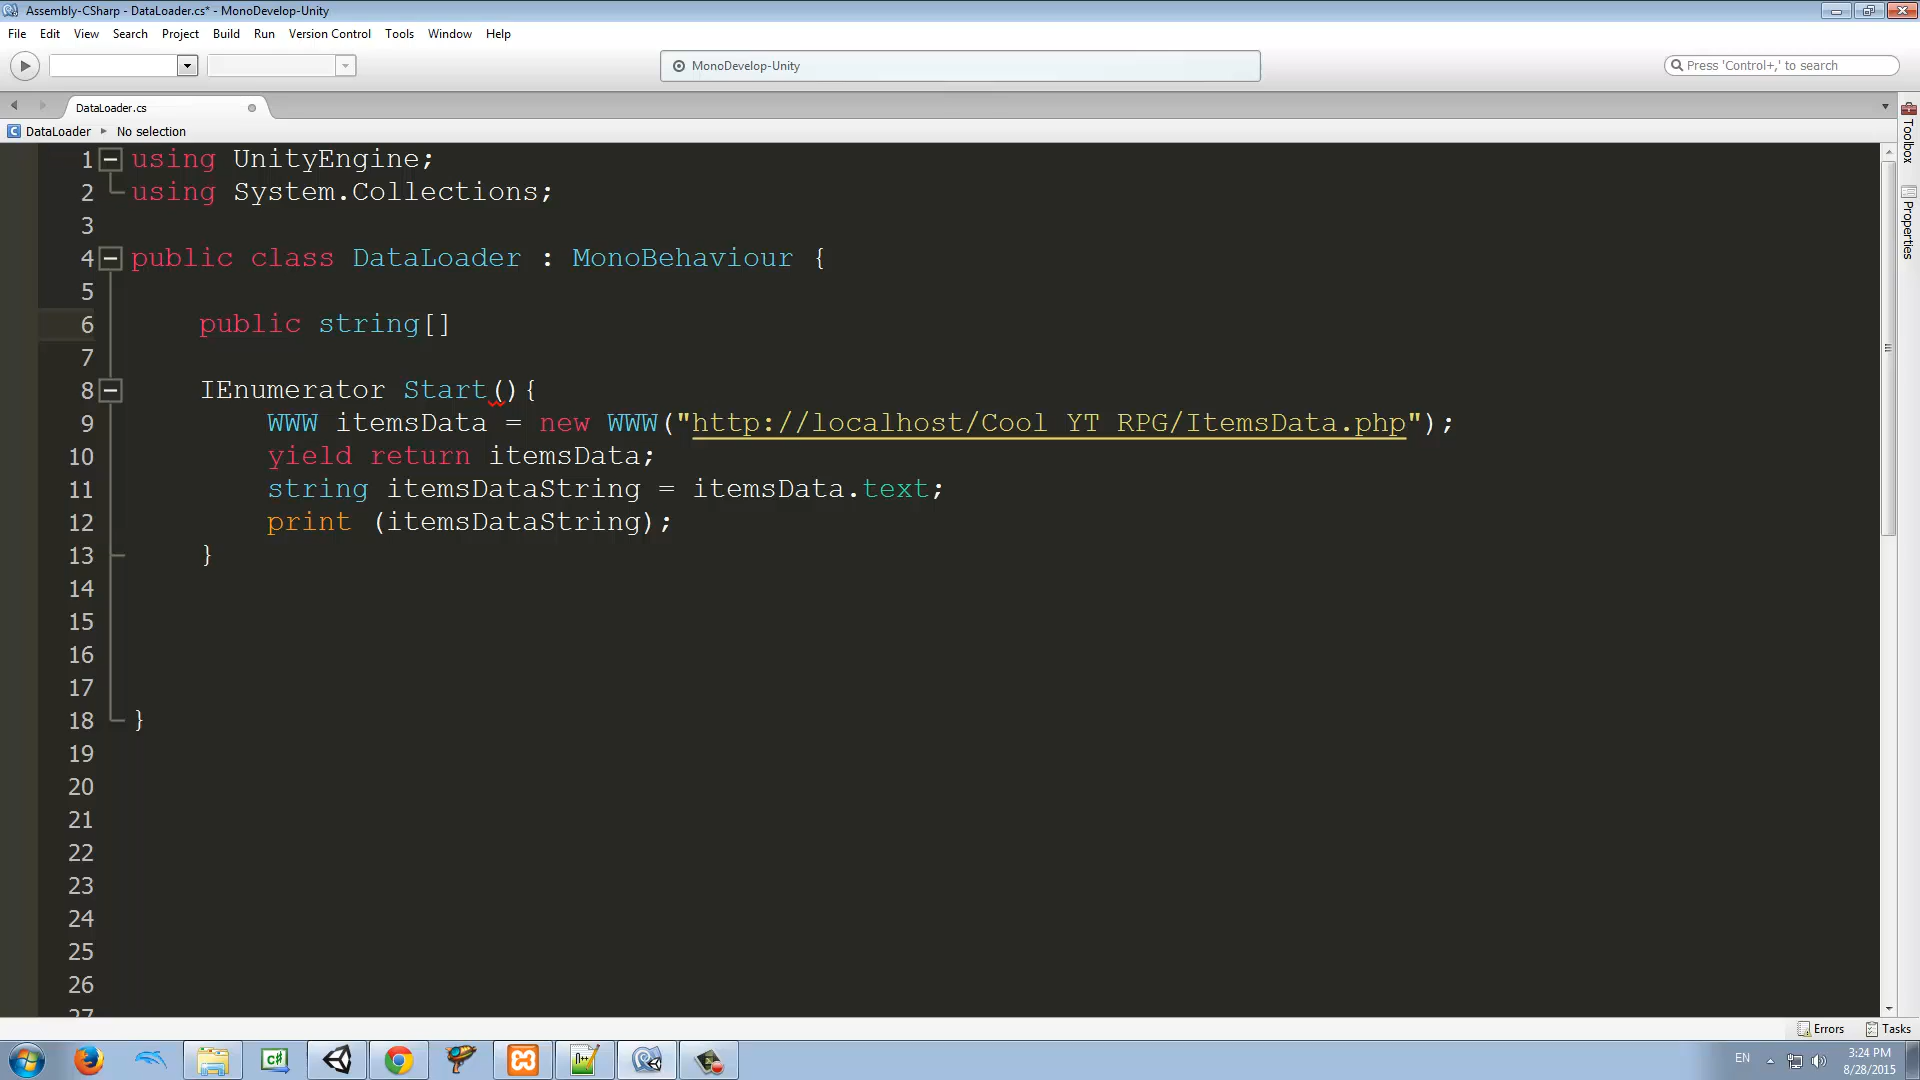 Assembly-CSharp - DataLoader.cs* - MonoDevelop-Unity
File Edit View Search Project Build Run Version Control Tools Window Help
MonoDevelop-Unity
Press 'Control+,' to search
DataLoader.cs
DataLoader No selection
Toolbox
Properties
1 using UnityEngine;
2 using System.Collections;
3
4 public class DataLoader : MonoBehaviour {
5
6 public string[]
7
8 IEnumerator Start(){
9 WWW itemsData = new WWW("http://localhost/Cool YT RPG/ItemsData.php");
10 yield return itemsData;
11 string itemsDataString = itemsData.text;
12 print (itemsDataString);
13 }
14
15
16
17
18 }
19
20
21
22
23
24
25
26
27
Errors Tasks
C#
n++
EN
3:24 PM
8/28/2015